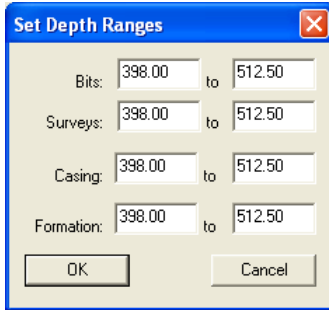 Set Depth Ranges
Bits: 398.00 to 512.50
Surveys: 398.00 to 512.50
Casing: 398.00 to 512.50
Formation: 398.00 to 512.50
OK Cancel